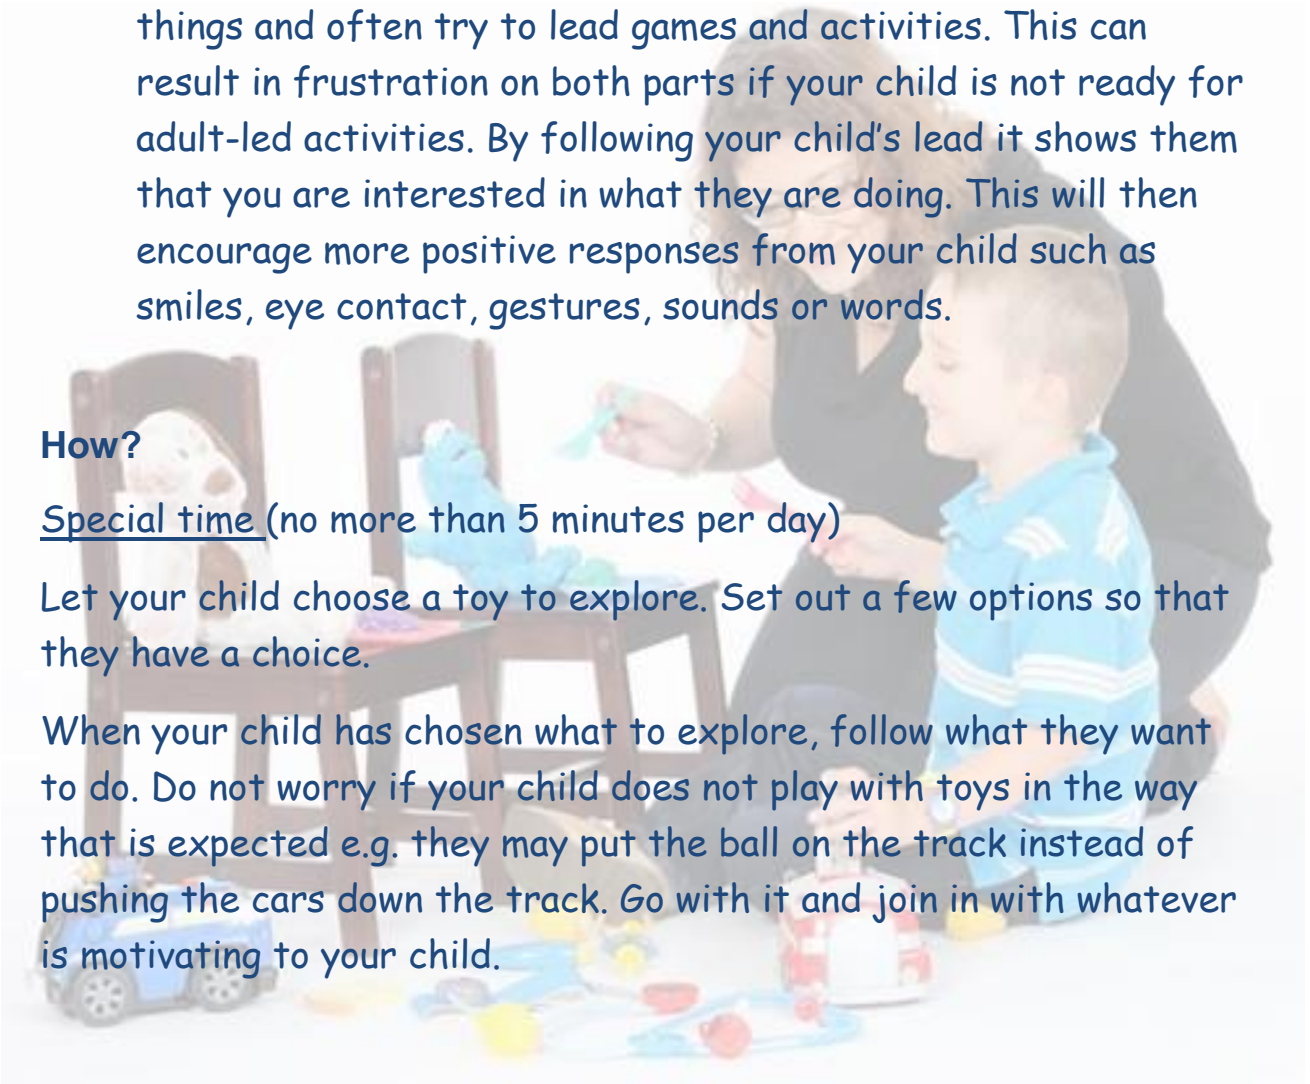 things and often try to lead games and activities. This can
result in frustration on both parts if your child is not ready for
adult-led activities. By following your child's lead it shows them
that you are interested in what they are doing. This will then
encourage more positive responses from your child such as
smiles, eye contact, gestures, sounds or words.
How?
Special time (no more than 5 minutes per day)
Let your child choose a toy to explore. Set out a few options so that
they have a choice.
When your child has chosen what to explore, follow what they want
to do. Do not worry if your child does not play with toys in the way
that is expected e.g. they may put the ball on the track instead of
pushing the cars down the track. Go with it and join in with whatever
is motivating to your child.